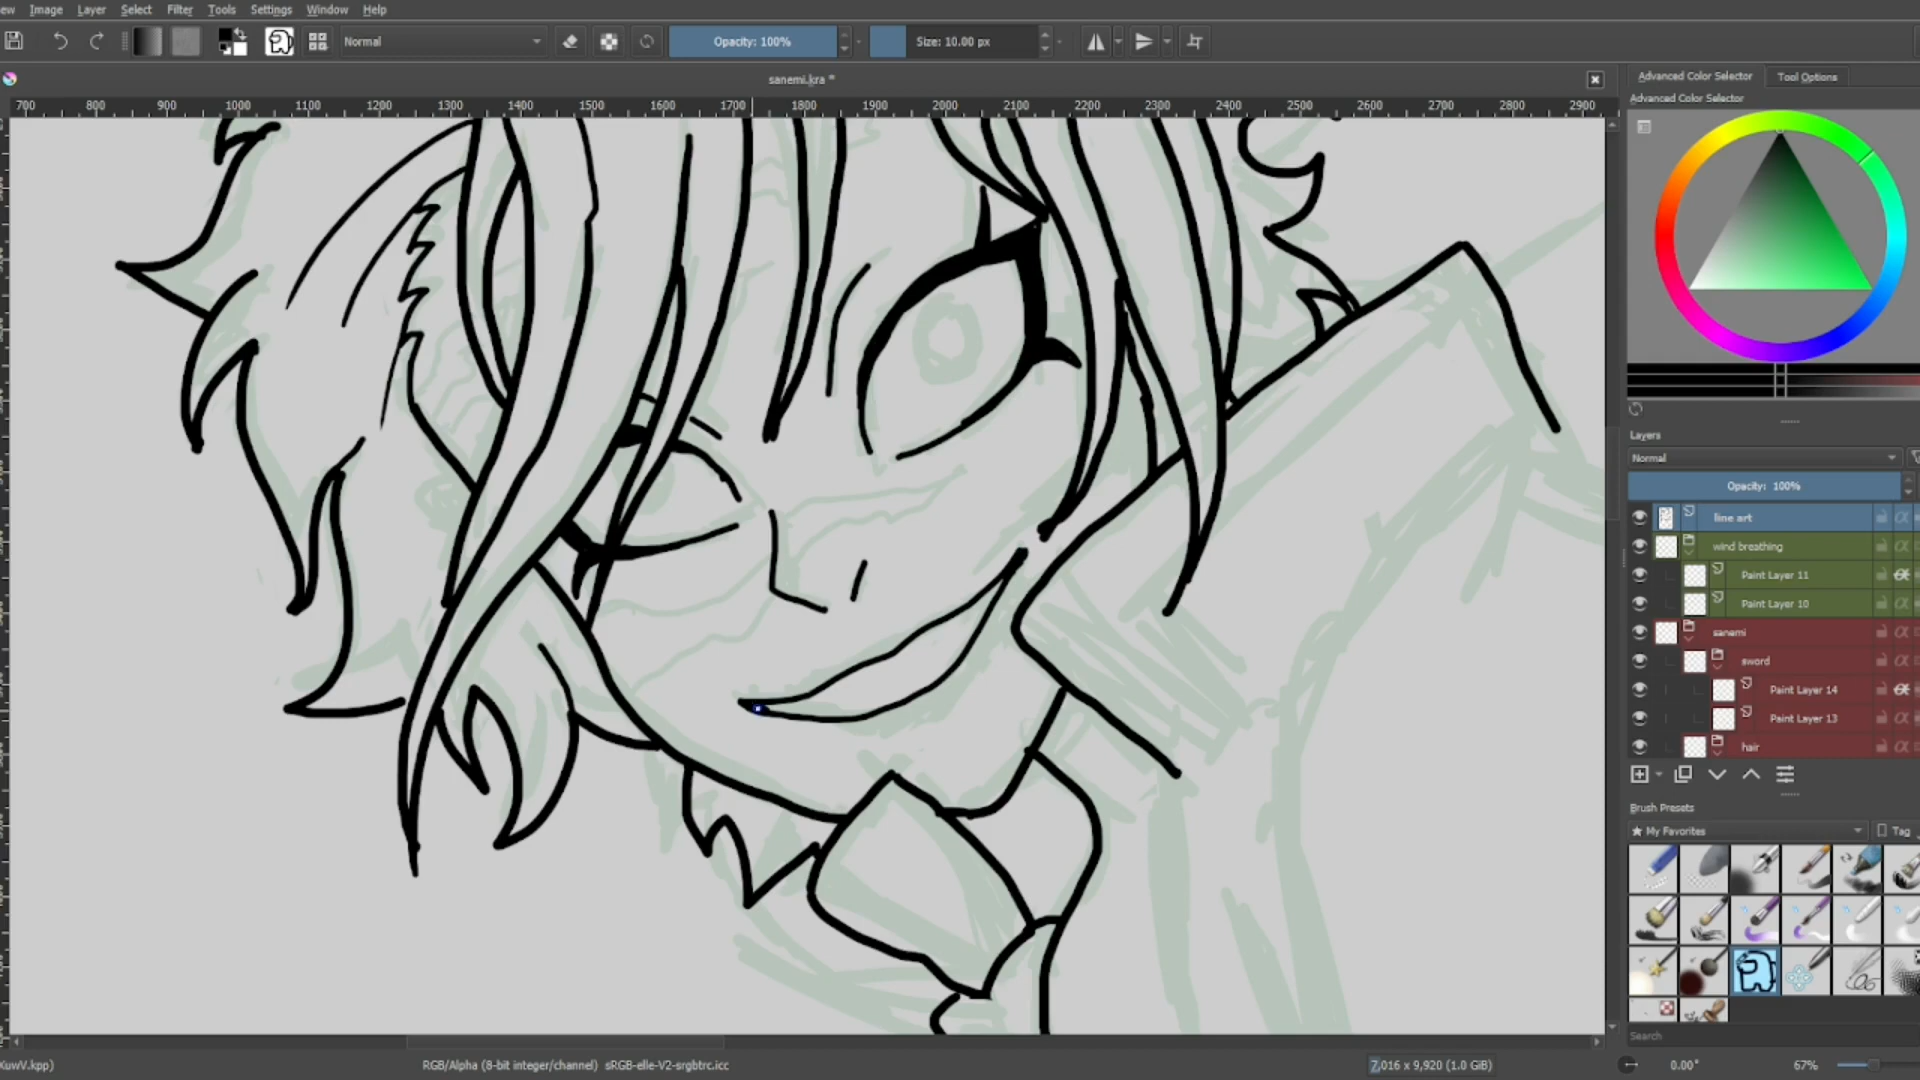 ew Image Layer Select Filter Tools Settings Window Help
Normal Opacity: 100% Size: 10.00 px
sanemi.kra *
700 800 900 1000 1100 1200 1300 1400 1500 1600 1700 1800 1900 2000 2100 2200 2300 2400 2500 2600 2700 2800 2900
Advanced Color Selector Tool Options
Advanced Color Selector
Layers
Normal
Opacity: 100%
line art
wind breathing
Paint Layer 11
Paint Layer 10
sanemi
sword
Paint Layer 14
Paint Layer 13
hair
Brush Presets
My Favorites Tag
Search
XuwV.kpp) RGB/Alpha (8-bit integer/channel) sRGB-elle-V2-srgbtrc.icc 7,016 x 9,920 (1.0 GiB) 0.00° 67%